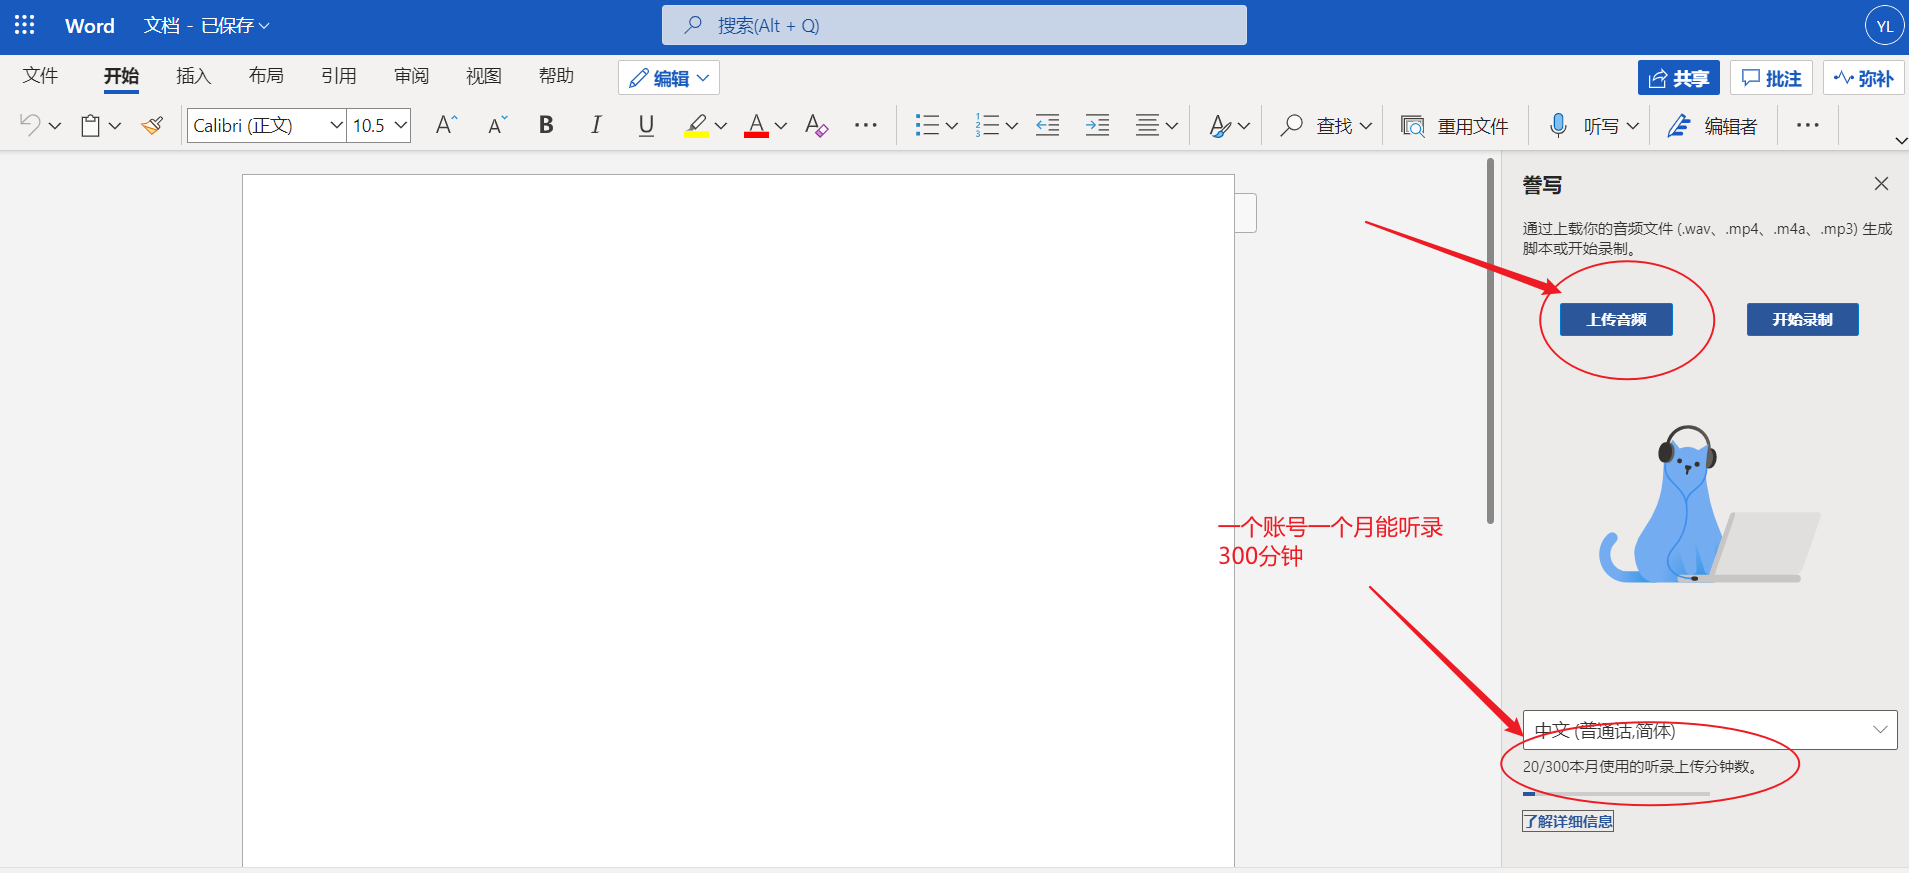 Word 文档 - 已保存
搜索(Alt + Q)
YL
文件 开始 插入 布局 引用 审阅 视图 帮助 编辑
共享 批注 弥补
Calibri (正文) 10.5 A A B I U A A 查找 重用文件 听写 编辑者
誊写
通过上载你的音频文件 (.wav、.mp4、.m4a、.mp3) 生成
脚本或开始录制。
上传音频 开始录制
一个账号一个月能听录
300分钟
中文 (普通话,简体)
20/300本月使用的听录上传分钟数。
了解详细信息